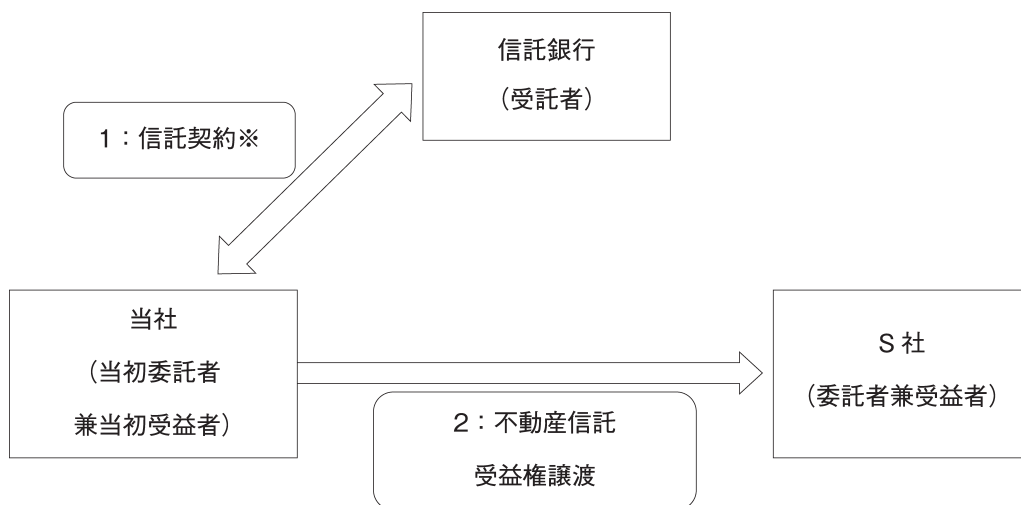 信託銀行
（受託者）
1：信託契約※
当社
（当初委託者
兼当初受益者）
2：不動産信託
受益権譲渡
S社
（委託者兼受益者）